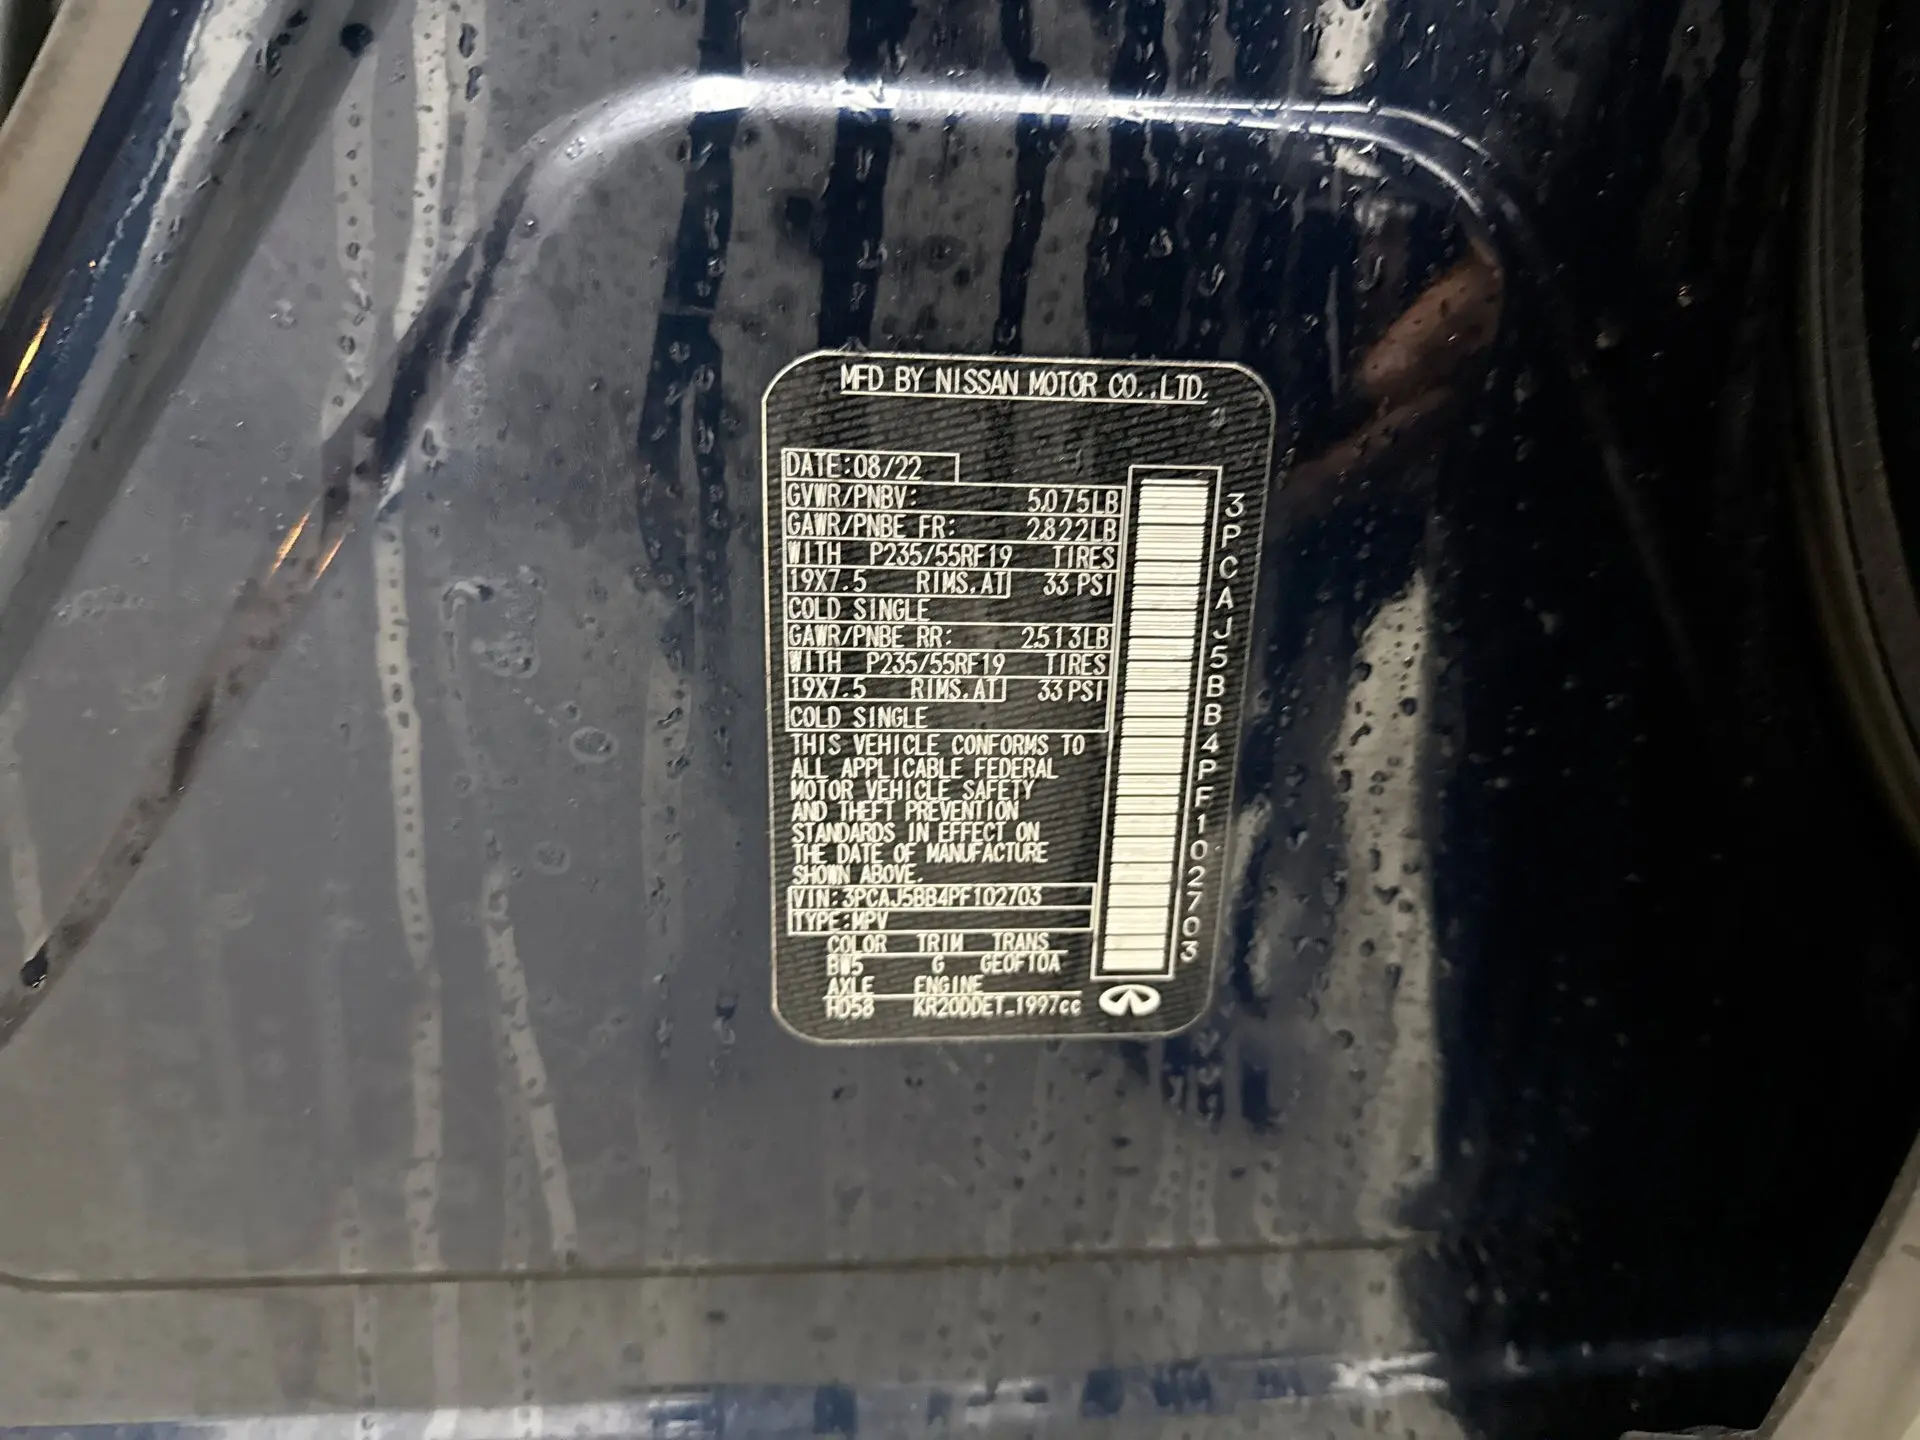 MFD BY NISSAN MOTOR CO.,LTD.
DATE:08/22
GVWR/PNBV: 5075LB
GAWR/PNBE FR: 2822LB
WITH P235/55RF19 TIRES
19X7.5 RIMS.AT 33 PSI
COLD SINGLE
GAWR/PNBE RR: 2513LB
WITH P235/55RF19 TIRES
19X7.5 RIMS.AT 33 PSI
COLD SINGLE
THIS VEHICLE CONFORMS TO
ALL APPLICABLE FEDERAL
MOTOR VEHICLE SAFETY
AND THEFT PREVENTION
STANDARDS IN EFFECT ON
THE DATE OF MANUFACTURE
SHOWN ABOVE.
VIN:3PCAJ5BB4PF102703
TYPE:MPV
COLOR TRIM TRANS
BW5 G GE0F10A
AXLE ENGINE
HD58 KR20DDET_1997cc
3PCAJ5BB4PF102703